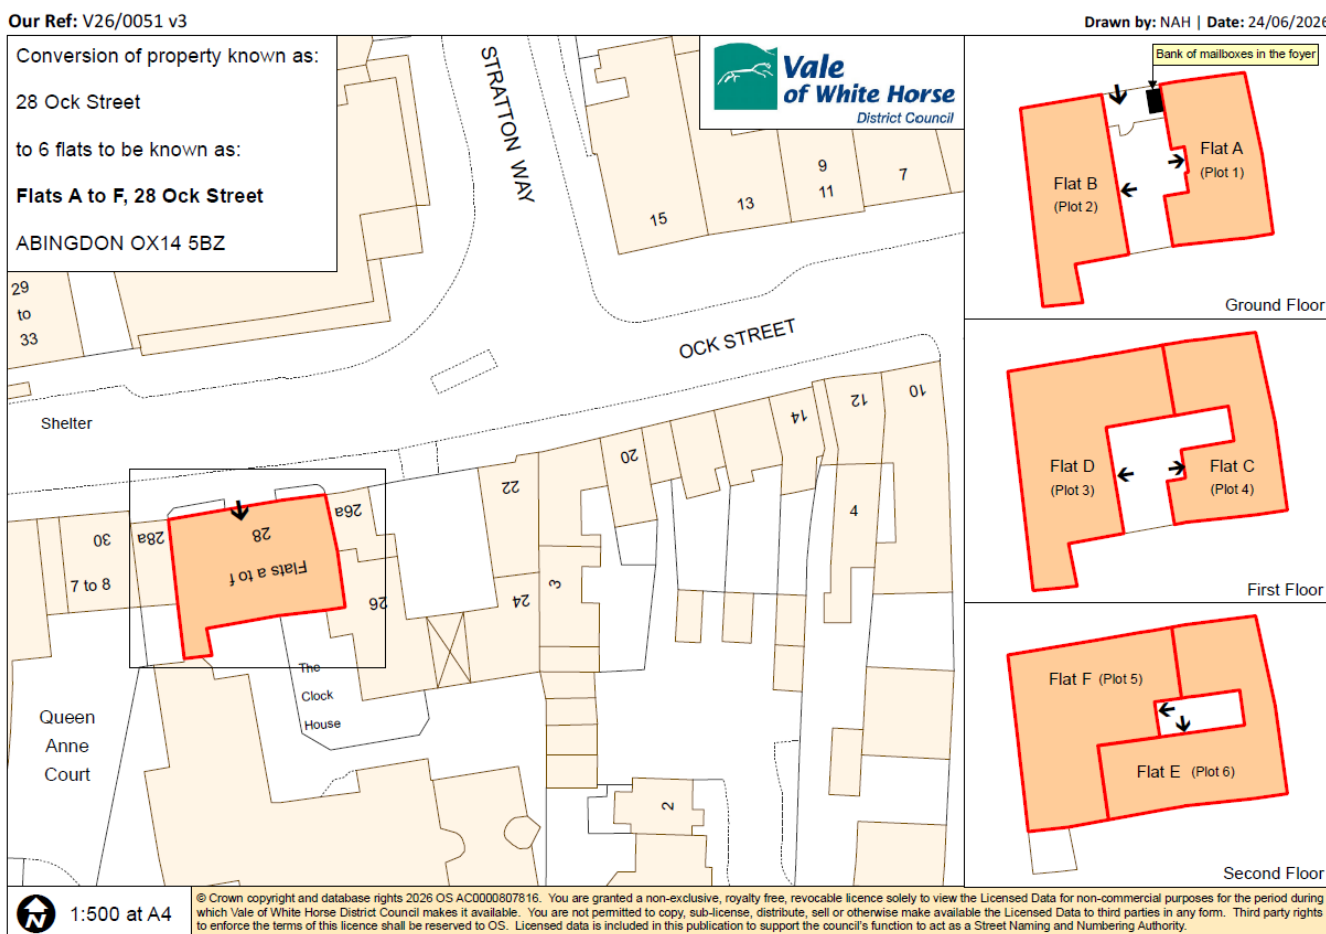 Our Ref: V26/0051 v3
Drawn by: NAH | Date: 24/06/2026
Conversion of property known as:
28 Ock Street
to 6 flats to be known as:
Flats A to F, 28 Ock Street
ABINGDON OX14 5BZ
STRATTON WAY
Vale
of White Horse
District Council
15
13
9
11
7
29
to
33
OCK STREET
Shelter
10
12
14
20
22
4
26a
28
Flats a to f
28a
30
7 to 8
26
24
3
The
Clock
House
Queen
Anne
Court
2
Bank of mailboxes in the foyer
Flat A
(Plot 1)
Flat B
(Plot 2)
Ground Floor
Flat D
(Plot 3)
Flat C
(Plot 4)
First Floor
Flat F (Plot 5)
Flat E (Plot 6)
Second Floor
N
1:500 at A4
© Crown copyright and database rights 2026 OS AC0000807816. You are granted a non-exclusive, royalty free, revocable licence solely to view the Licensed Data for non-commercial purposes for the period during
which Vale of White Horse District Council makes it available. You are not permitted to copy, sub-license, distribute, sell or otherwise make available the Licensed Data to third parties in any form. Third party rights
to enforce the terms of this licence shall be reserved to OS. Licensed data is included in this publication to support the council's function to act as a Street Naming and Numbering Authority.